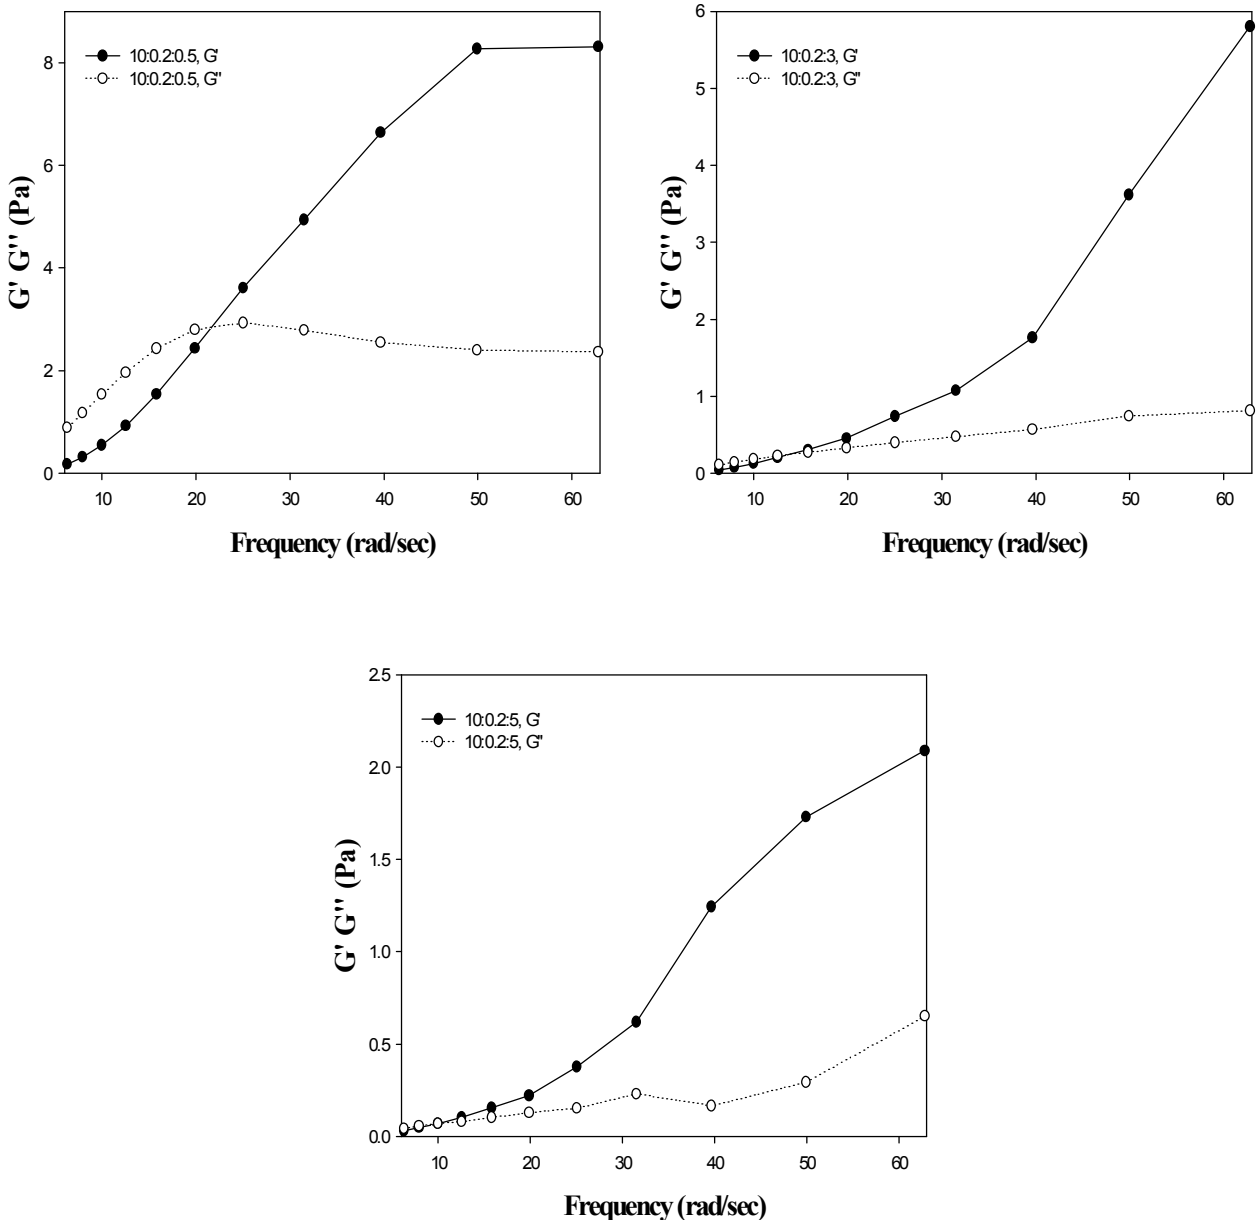 8
6
4
2
0
G' G'' (Pa)
10:0.2:0.5, G'
10:0.2:0.5, G''
10 20 30 40 50 60
Frequency (rad/sec)
6
5
4
3
2
1
0
G' G'' (Pa)
10:0.2:3, G'
10:0.2:3, G''
10 20 30 40 50 60
Frequency (rad/sec)
2.5
2.0
1.5
1.0
0.5
0.0
G' G'' (Pa)
10:0.2:5, G'
10:0.2:5, G''
10 20 30 40 50 60
Frequency (rad/sec)